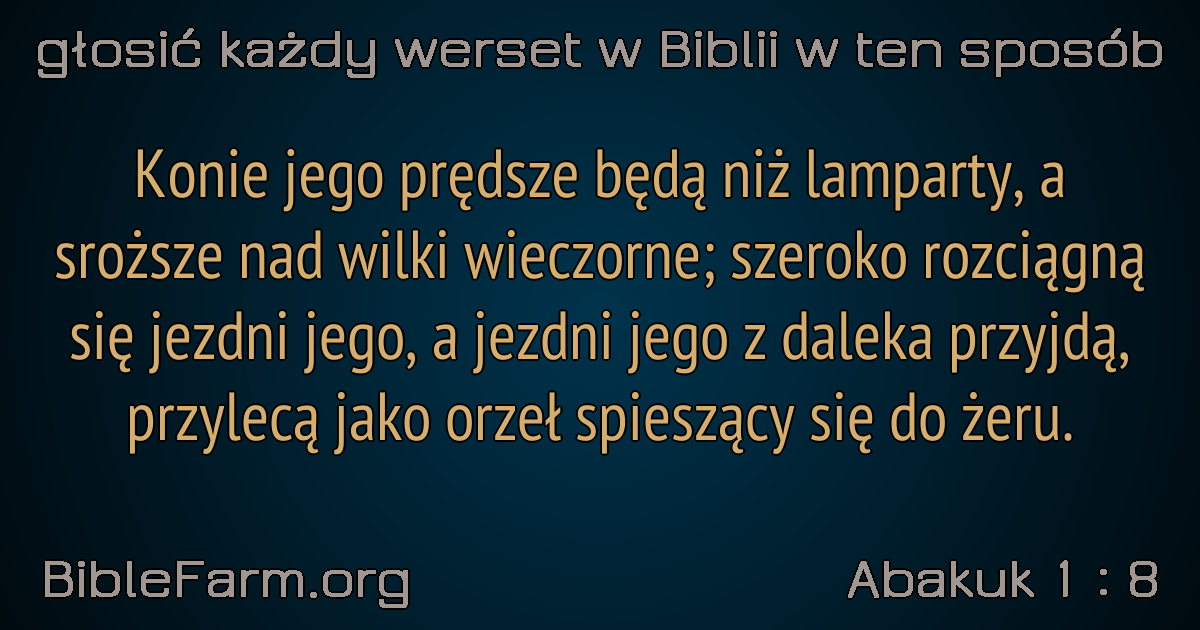 głosić każdy werset w Biblii w ten sposób
Konie jego prędsze będą niż lamparty, a
sroższe nad wilki wieczorne; szeroko rozciągną
się jezdni jego, a jezdni jego z daleka przyjdą,
przylecą jako orzeł spieszący się do żeru.
BibleFarm.org
Abakuk 1 : 8